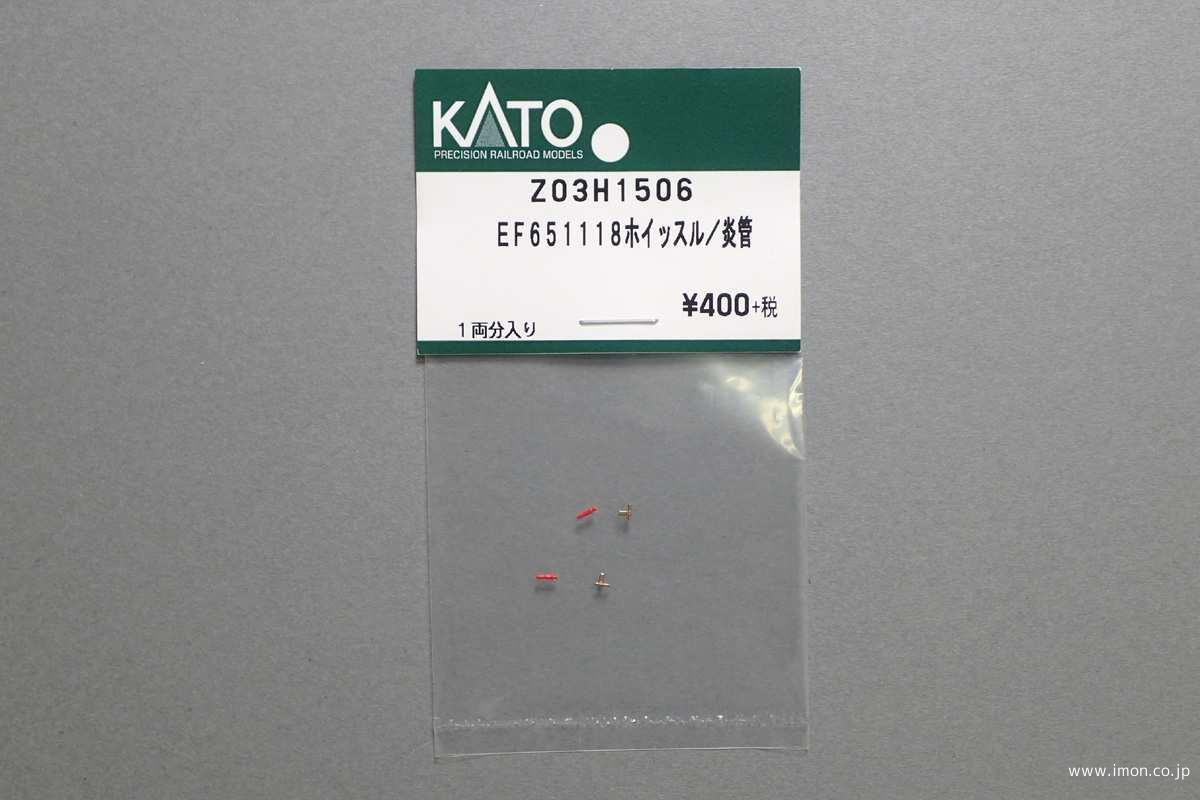 KATO
PRECISION RAILROAD MODELS
Z03H1506
EF651118ホイッスル/炎管
¥400+税
1両分入り
www.imon.co.jp